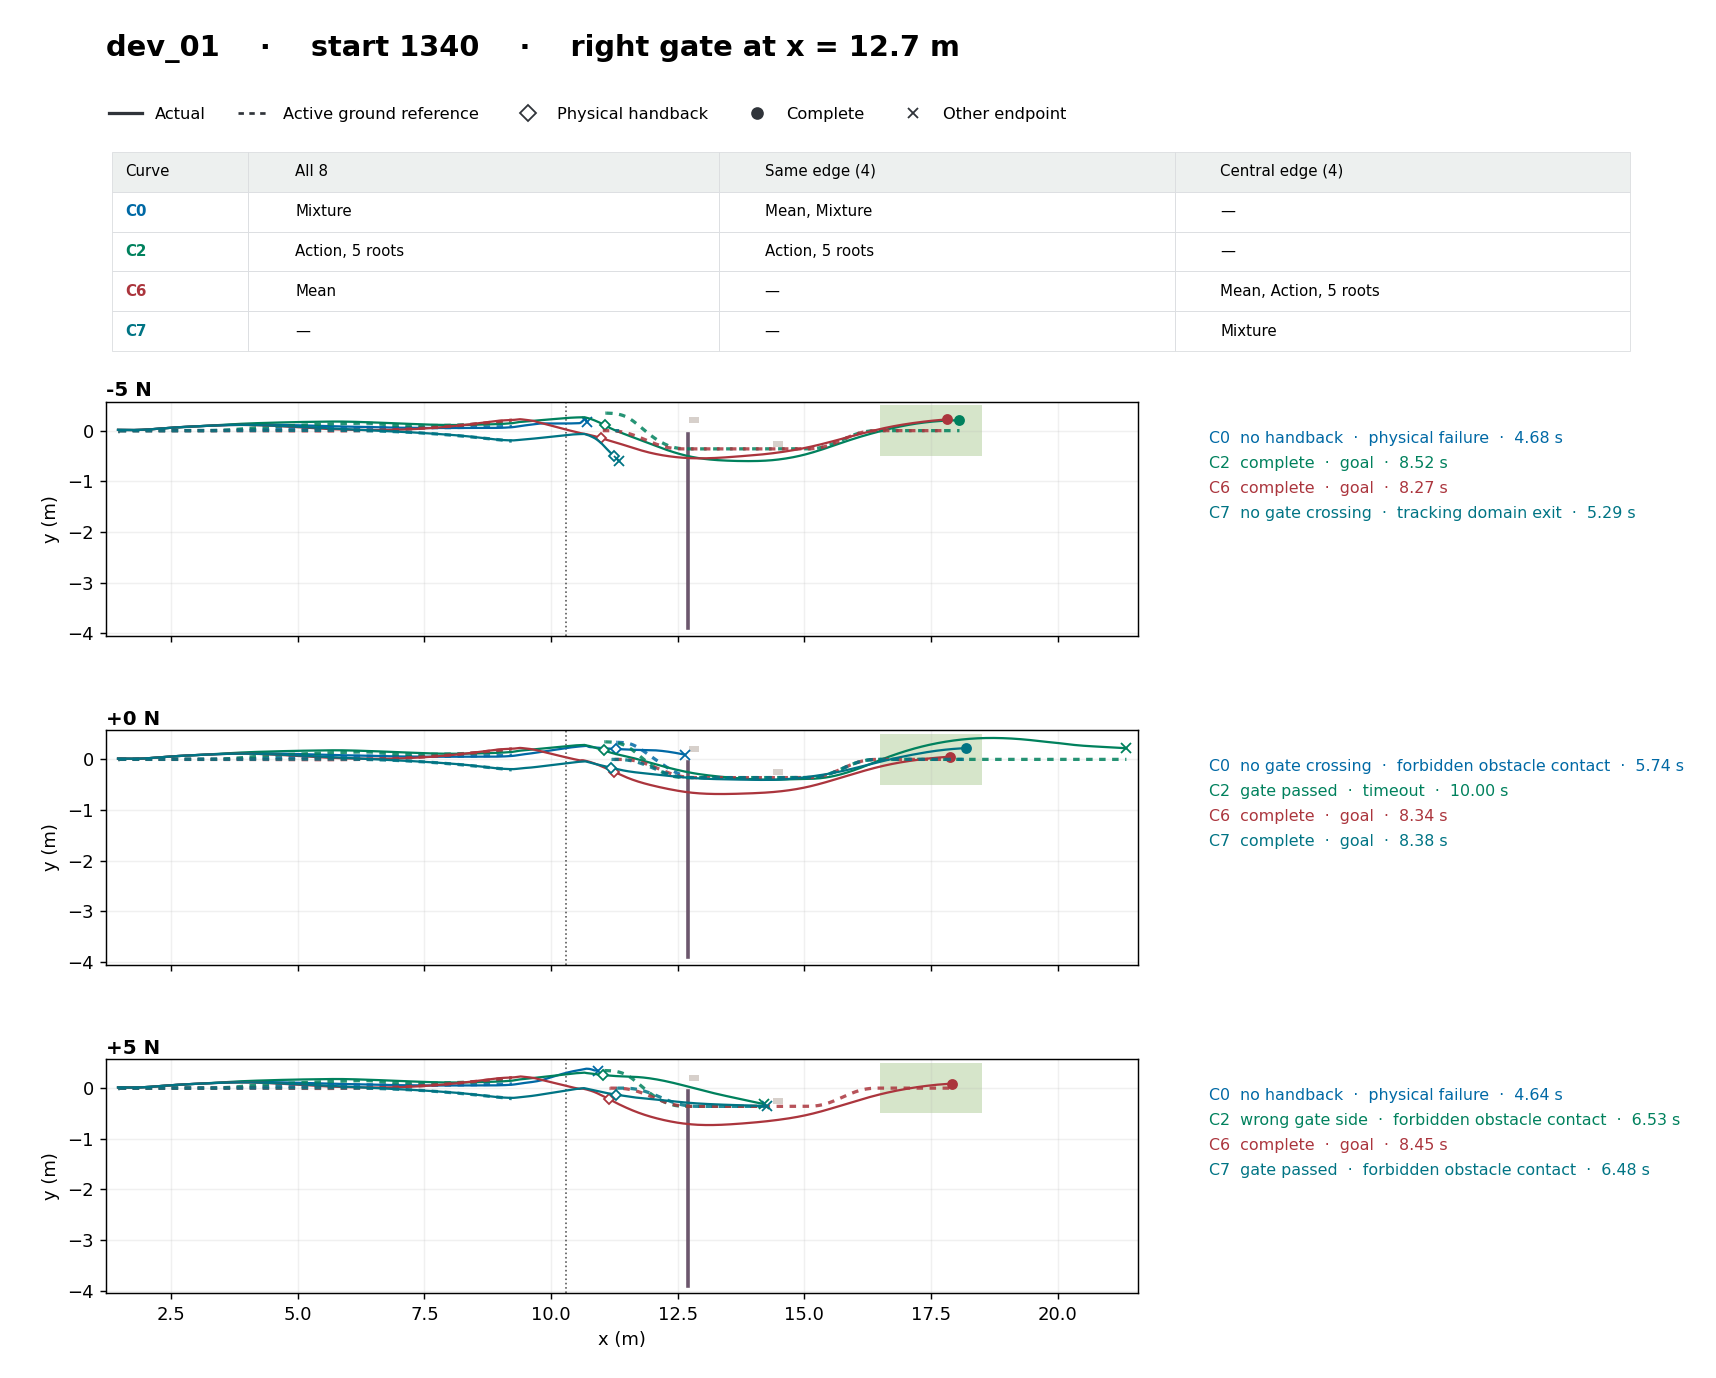 dev_01 · start 1340 · right gate at x = 12.7 m
Actual Active ground reference Physical handback Complete Other endpoint
Curve All 8 Same edge (4) Central edge (4)
C0 Mixture Mean, Mixture —
C2 Action, 5 roots Action, 5 roots —
C6 Mean — Mean, Action, 5 roots
C7 — — Mixture
-5 N
0
−1
−2
−3
−4
y (m)
C0 no handback · physical failure · 4.68 s
C2 complete · goal · 8.52 s
C6 complete · goal · 8.27 s
C7 no gate crossing · tracking domain exit · 5.29 s
+0 N
0
−1
−2
−3
−4
y (m)
C0 no gate crossing · forbidden obstacle contact · 5.74 s
C2 gate passed · timeout · 10.00 s
C6 complete · goal · 8.34 s
C7 complete · goal · 8.38 s
+5 N
0
−1
−2
−3
−4
y (m)
C0 no handback · physical failure · 4.64 s
C2 wrong gate side · forbidden obstacle contact · 6.53 s
C6 complete · goal · 8.45 s
C7 gate passed · forbidden obstacle contact · 6.48 s
2.5 5.0 7.5 10.0 12.5 15.0 17.5 20.0
x (m)